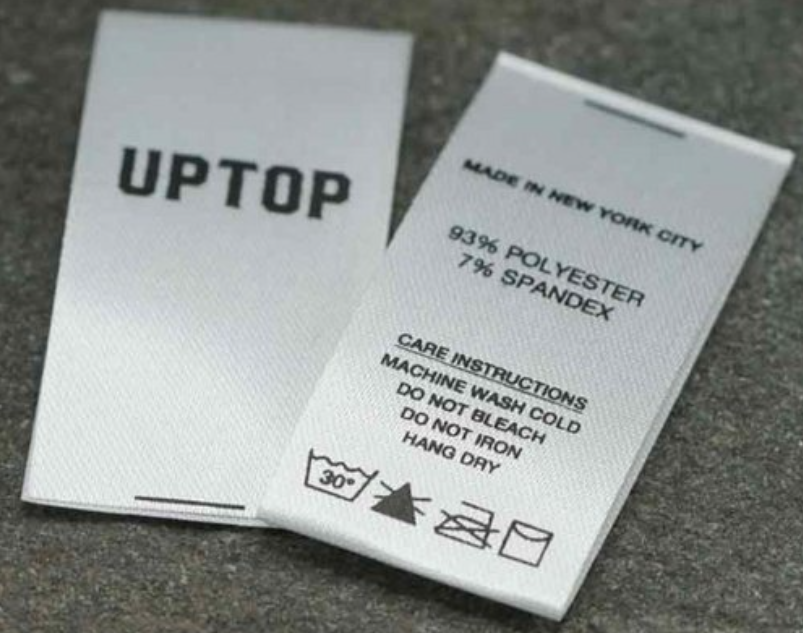 UPTOP
MADE IN NEW YORK CITY
93% POLYESTER
7% SPANDEX
CARE INSTRUCTIONS
MACHINE WASH COLD
DO NOT BLEACH
DO NOT IRON
HANG DRY
30°